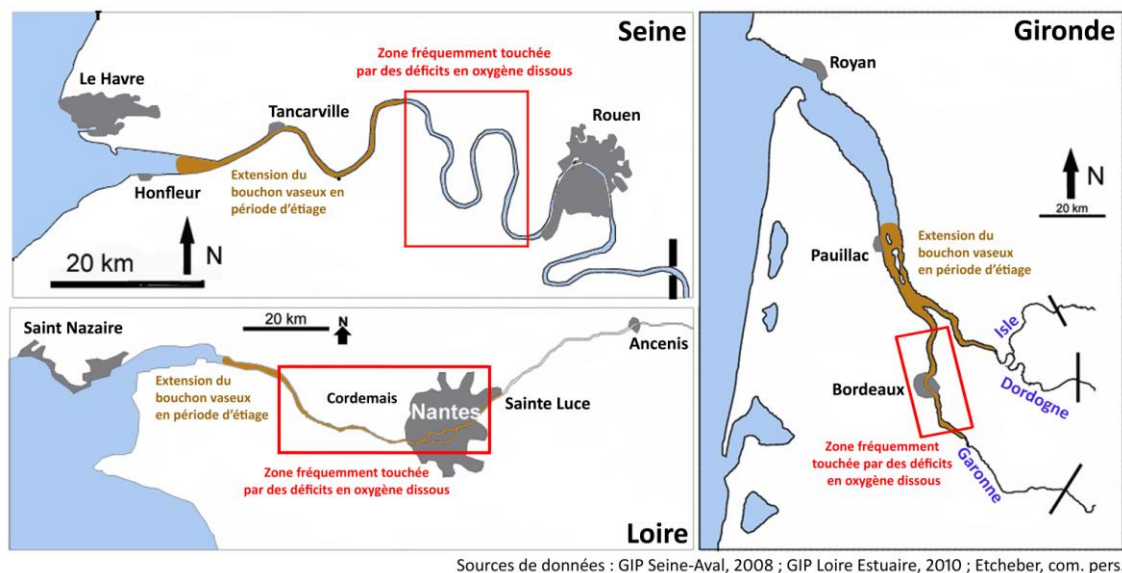 Seine
Zone fréquemment touchée
par des déficits en oxygène dissous
Le Havre
Tancarville
Rouen
Honfleur
Extension du
bouchon vaseux en
période d'étiage
N
20 km
Saint Nazaire
20 km
N
Ancenis
Extension du
bouchon vaseux
en période d'étiage
Cordemais
Nantes
Sainte Luce
Zone fréquemment touchée
par des déficits en oxygène dissous
Loire
Gironde
Royan
N
20 km
Pauillac
Extension du
bouchon vaseux
en période d'étiage
Isle
Dordogne
Bordeaux
Garonne
Zone fréquemment
touchée par des déficits
en oxygène dissous
Sources de données : GIP Seine-Aval, 2008 ; GIP Loire Estuaire, 2010 ; Etcheber, com. pers.